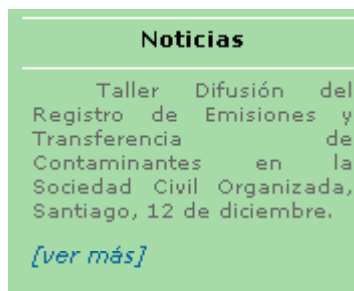 Noticias
Taller Difusión del
Registro de Emisiones y
Transferencia de
Contaminantes en la
Sociedad Civil Organizada,
Santiago, 12 de diciembre.
[ver más]